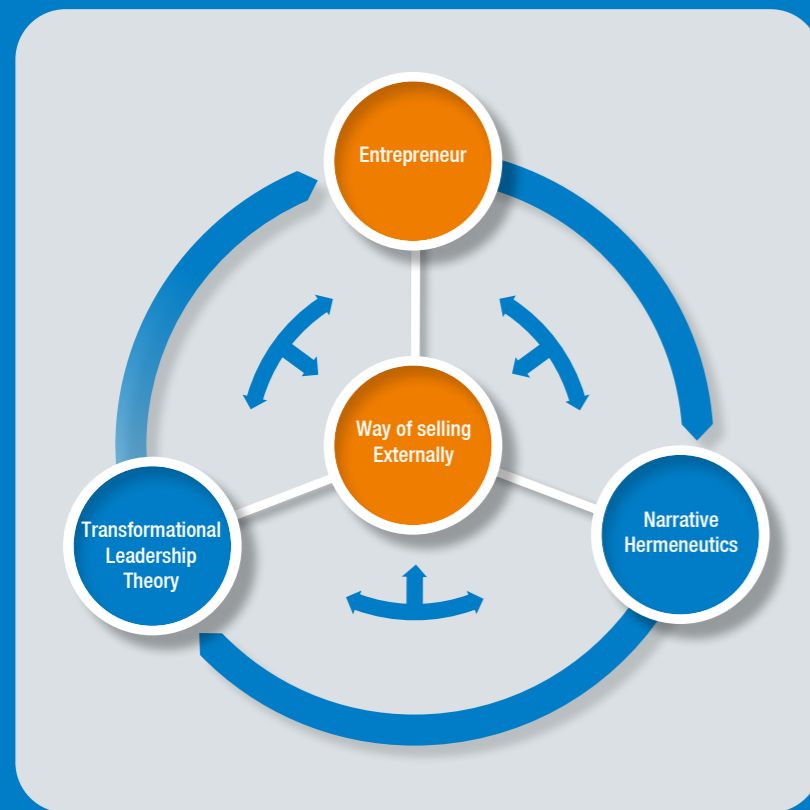 Entrepreneur
Way of selling
Externally
Transformational
Leadership
Theory
Narrative
Hermeneutics